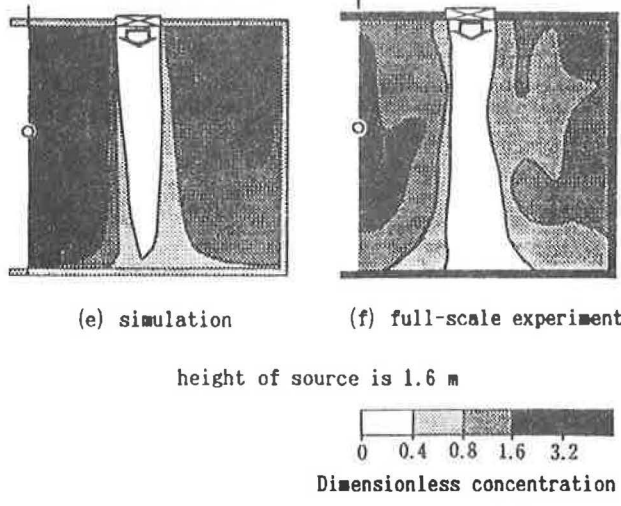 (e) simulation
(f) full-scale experiment
height of source is 1.6 m
0 0.4 0.8 1.6 3.2
Dimensionless concentration